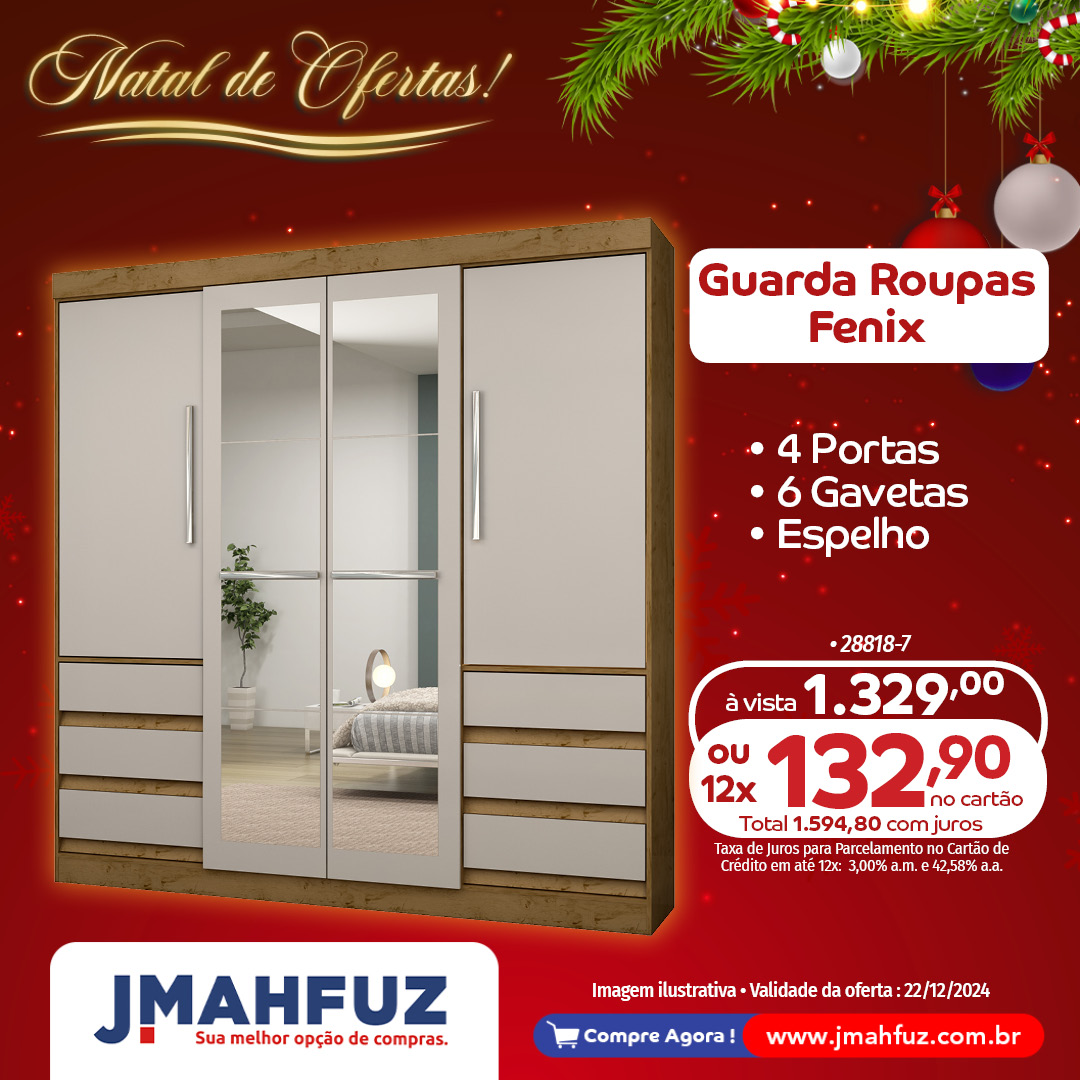 Natal de Ofertas!
Guarda Roupas
Fenix
• 4 Portas
• 6 Gavetas
• Espelho
• 28818-7
à vista 1.329,00
ou
12x 132,90
no cartão
Total 1.594,80 com juros
Taxa de Juros para Parcelamento no Cartão de
Crédito em até 12x: 3,00% a.m. e 42,58% a.a.
JMAHFUZ
Sua melhor opção de compras.
Imagem ilustrativa • Validade da oferta : 22/12/2024
Compre Agora ! www.jmahfuz.com.br